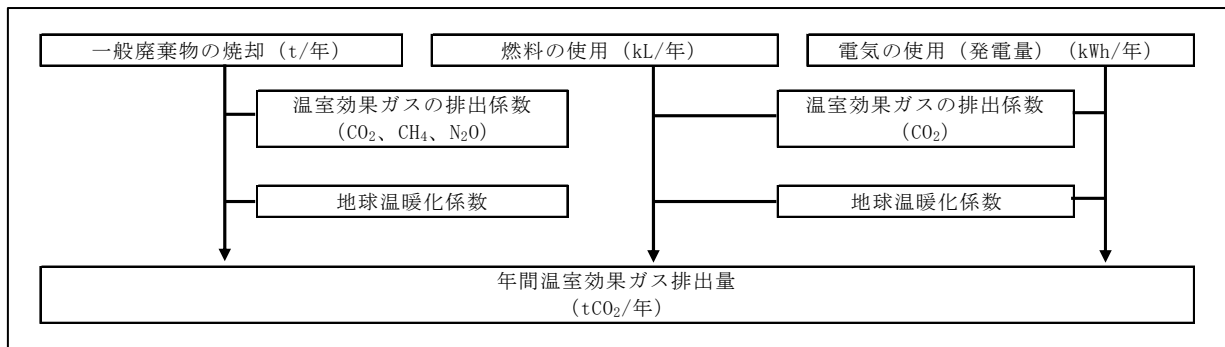 一般廃棄物の焼却(t/年)
燃料の使用(kL/年)
電気の使用(発電量) (kWh/年)
温室効果ガスの排出係数
(CO₂、CH₄、N₂O)
温室効果ガスの排出係数
(CO₂)
地球温暖化係数
地球温暖化係数
年間温室効果ガス排出量
(tCO₂/年)